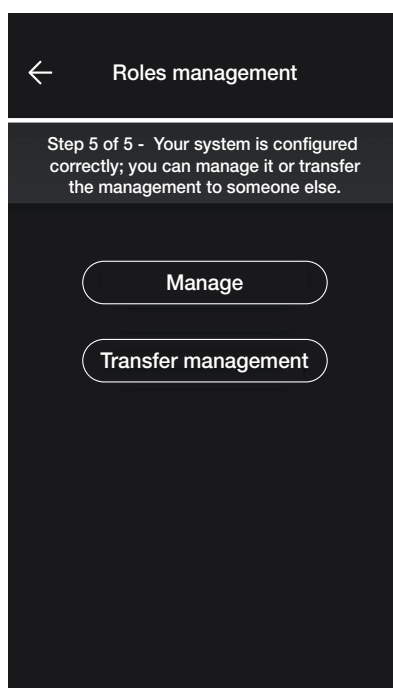 Roles management
Step 5 of 5 - Your system is configured
correctly; you can manage it or transfer
the management to someone else.
Manage
Transfer management